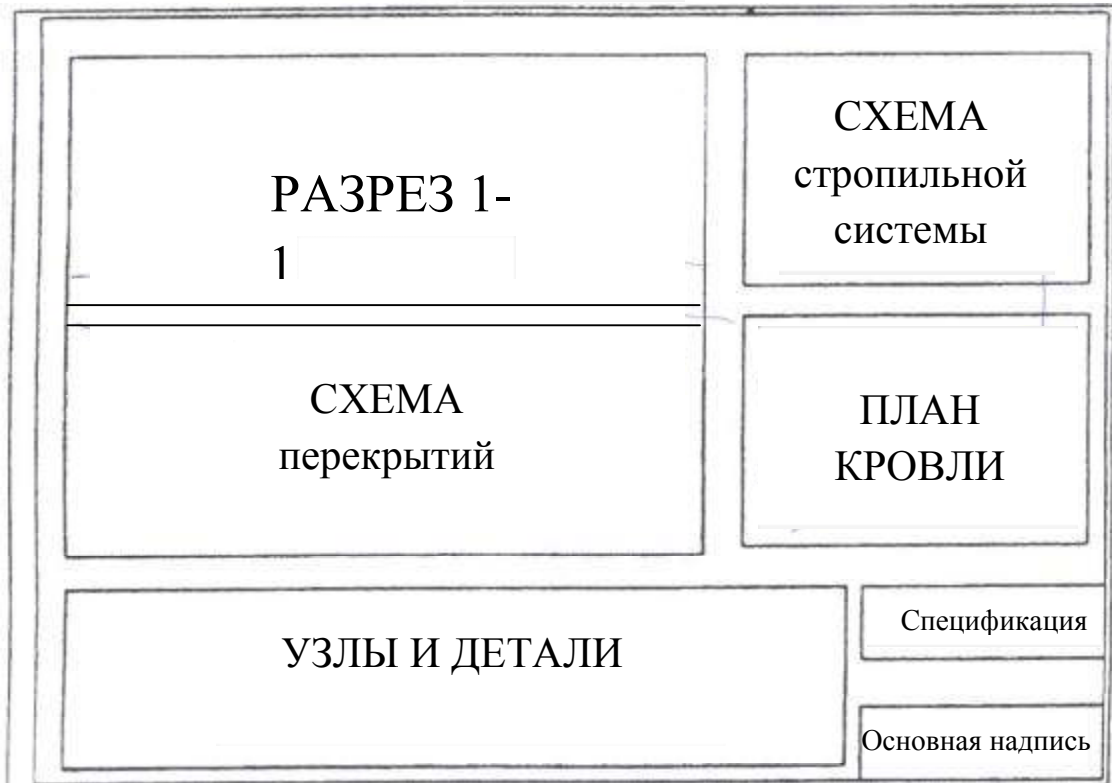 РАЗРЕЗ 1-
1
СХЕМА
стропильной
системы
СХЕМА
перекрытий
ПЛАН
КРОВЛИ
УЗЛЫ И ДЕТАЛИ
Спецификация
Основная надпись